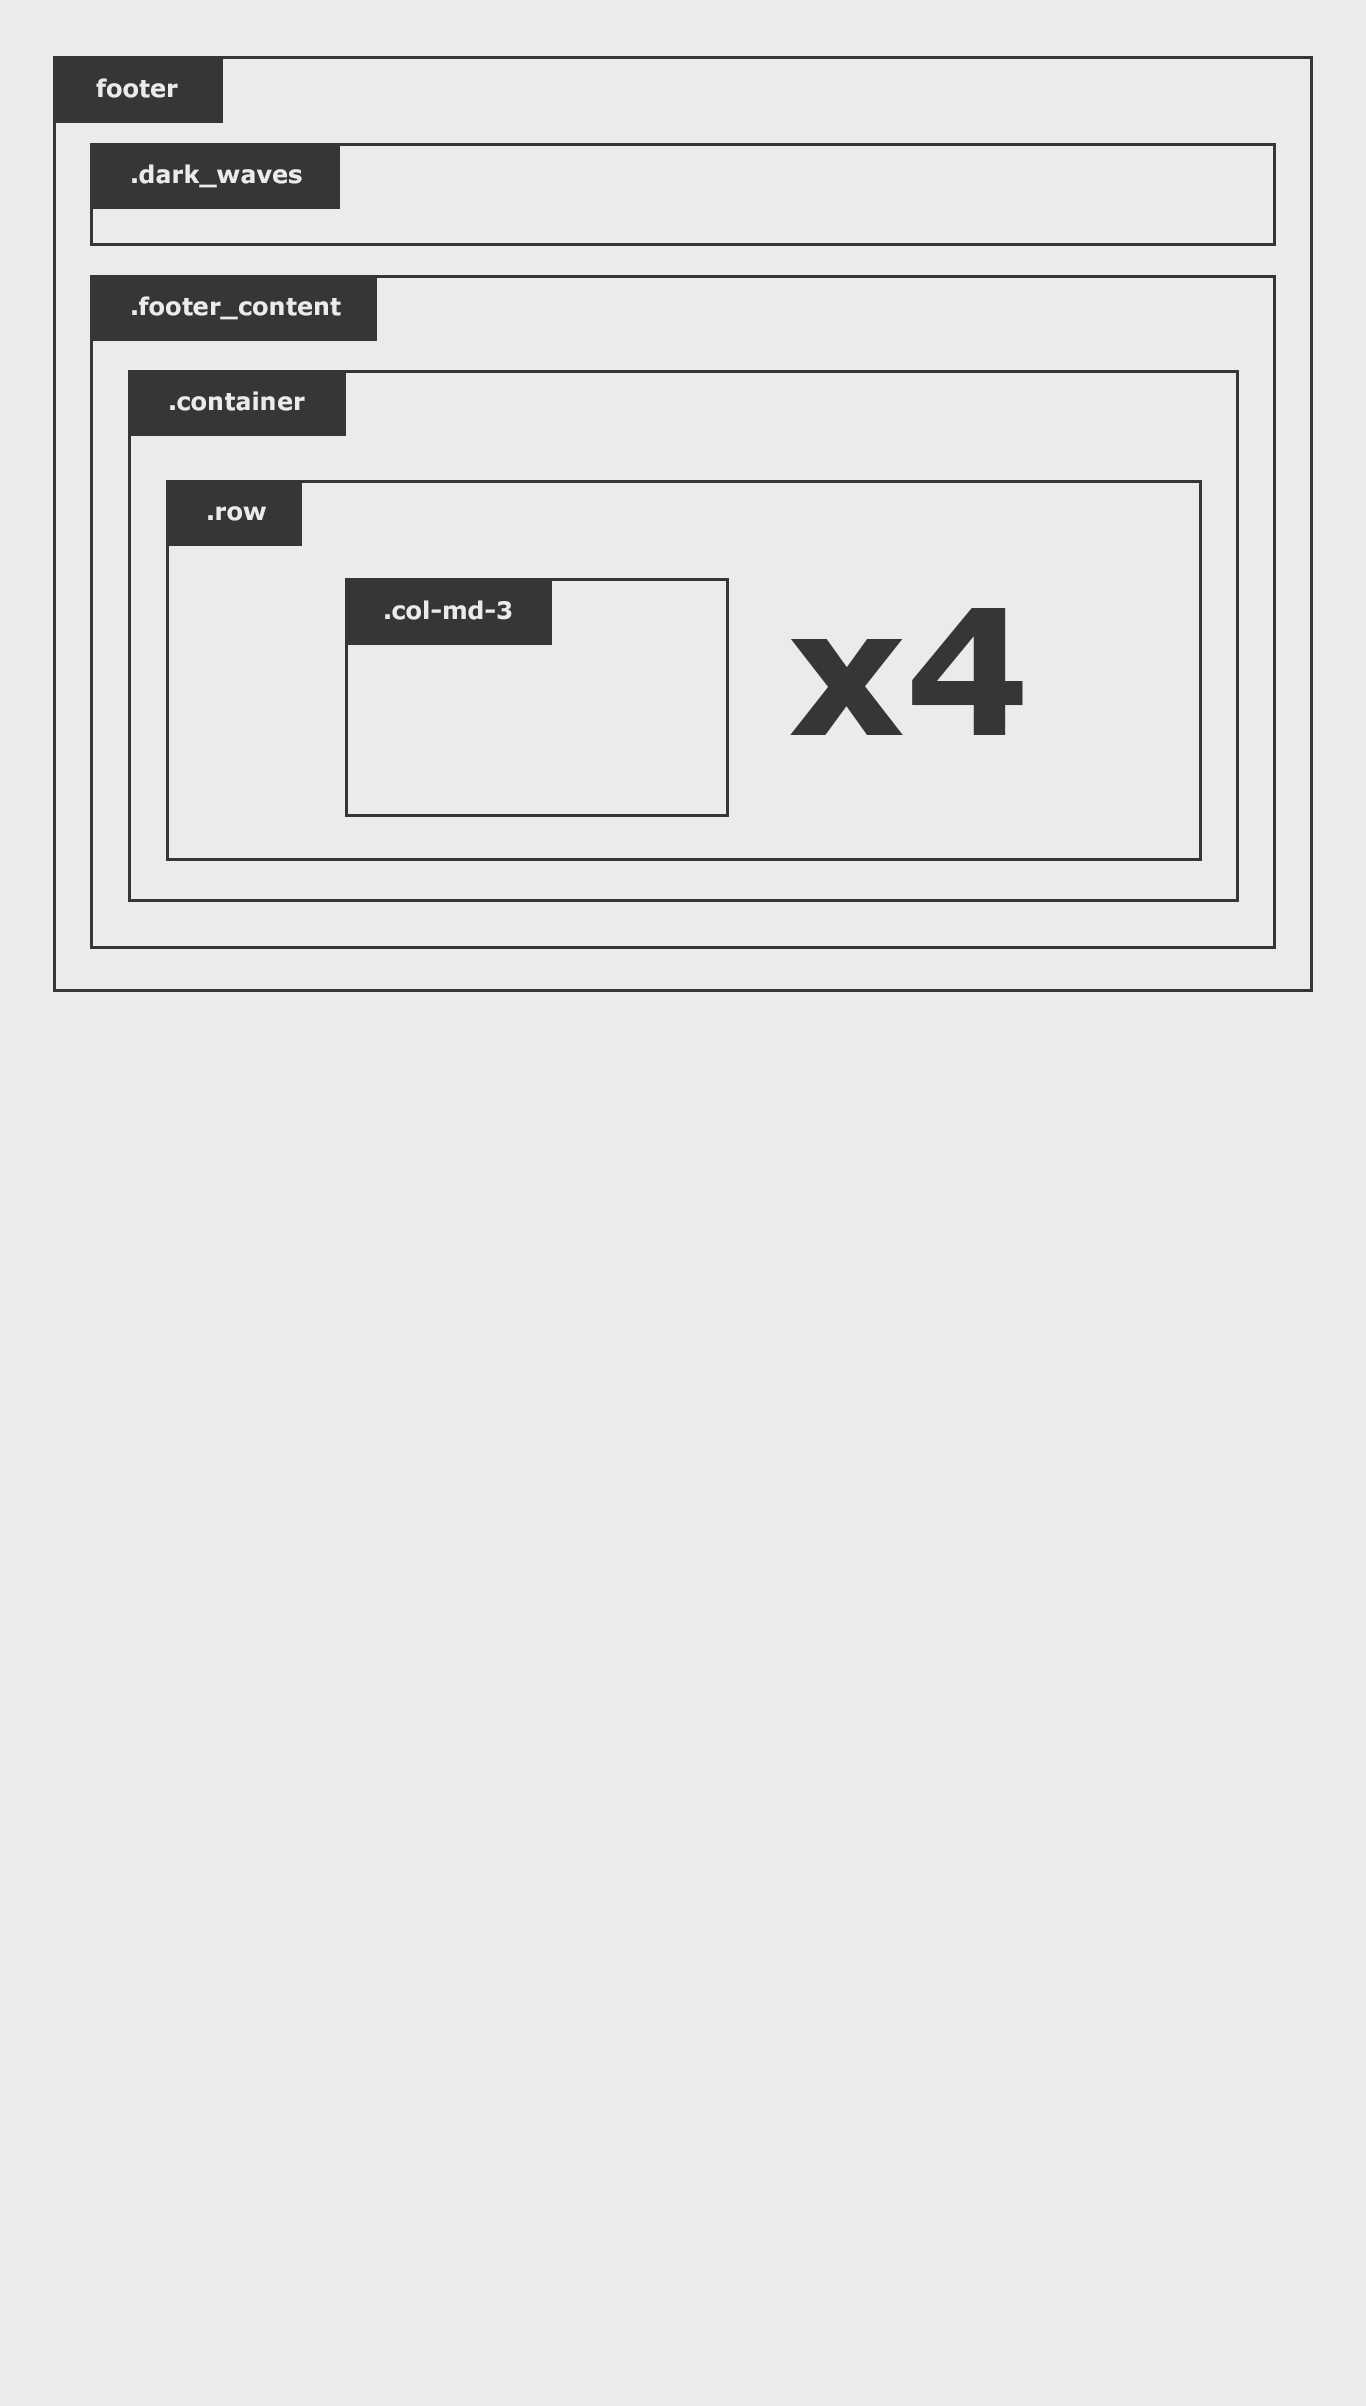 footer
.dark_waves
.footer_content
.container
.row
.col-md-3
x4